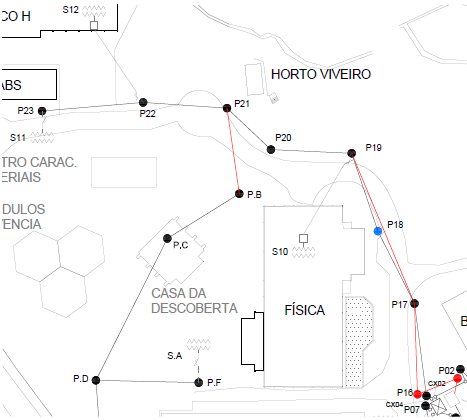 CO H
S12
ABS
HORTO VIVEIRO
P23
P22
P21
S11
P20
P19
TRO CARAC.
ERIAIS
P.B
DULOS
VENCIA
P18
P.C
S10
CASA DA
DESCOBERTA
P17
FÍSICA
B
S.A
P.D
P.F
P02
CX02
P16
CX04
P07